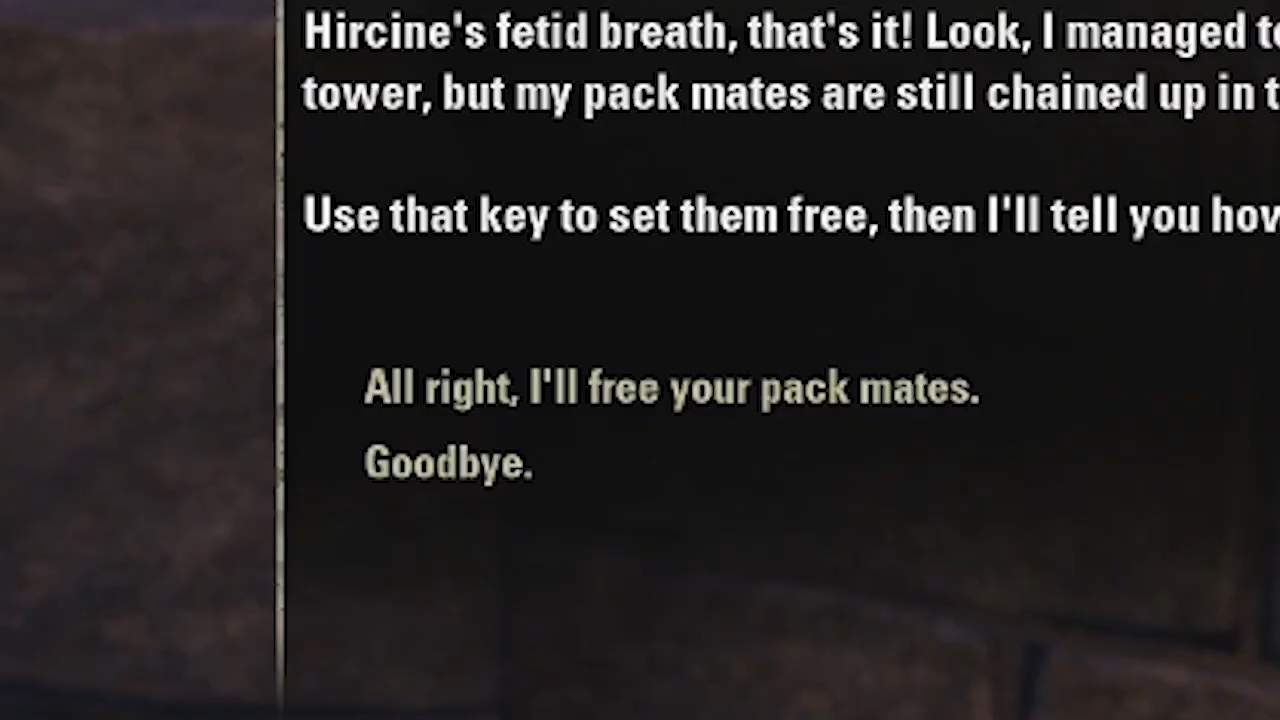 Hircine's fetid breath, that's it! Look, I managed
tower, but my pack mates are still chained up in
Use that key to set them free, then I'll tell you
All right, I'll free your pack mates.
Goodbye.